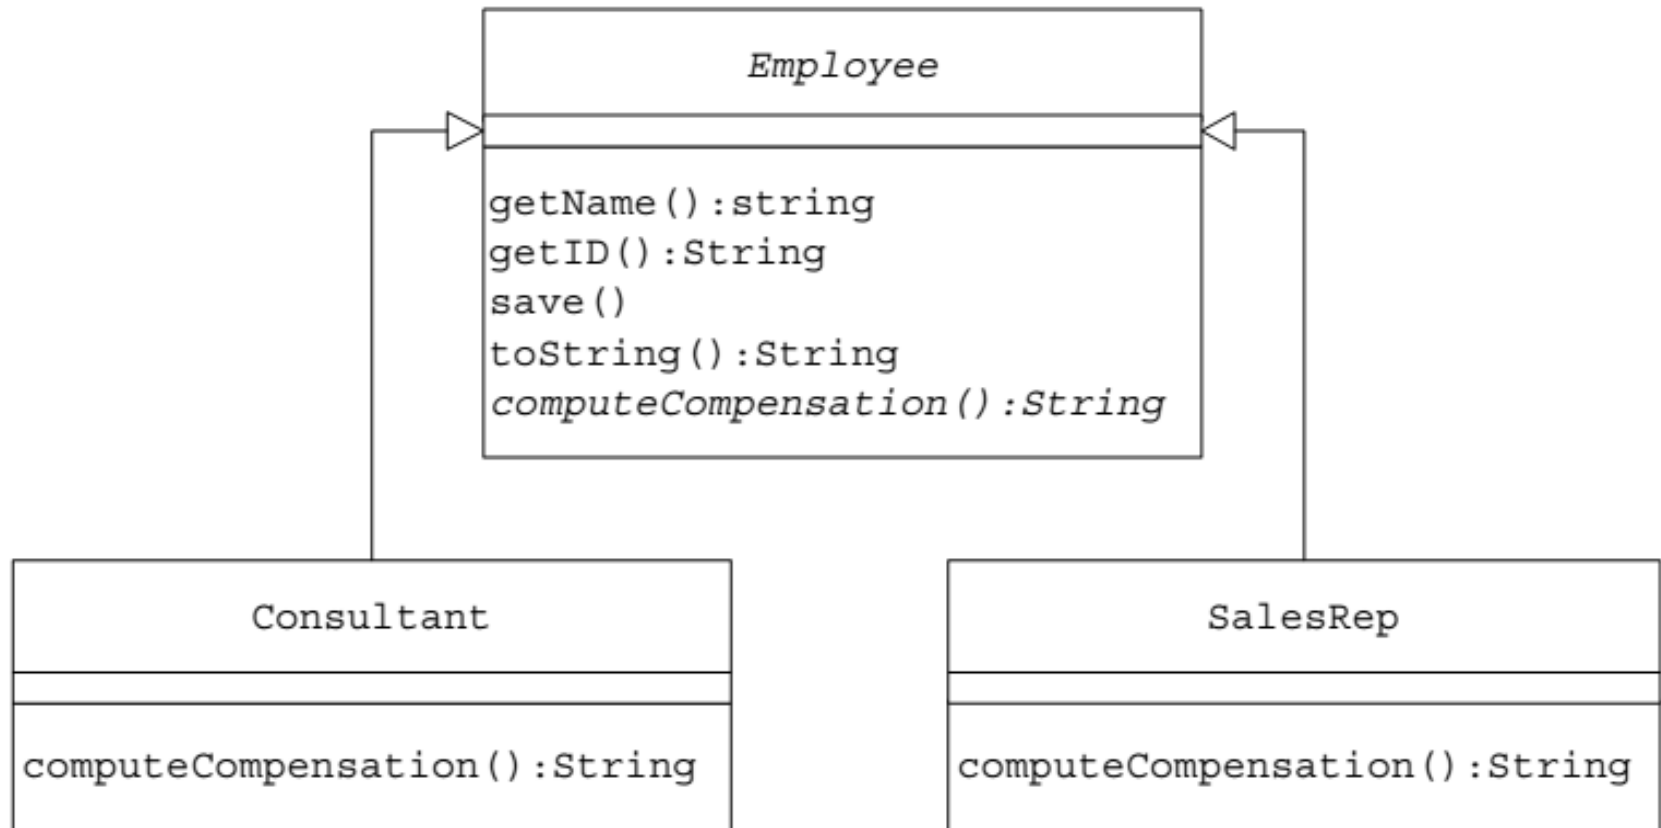 Employee
getName():string
getID():String
save()
toString():String
computeCompensation():String
Consultant
computeCompensation():String
SalesRep
computeCompensation():String